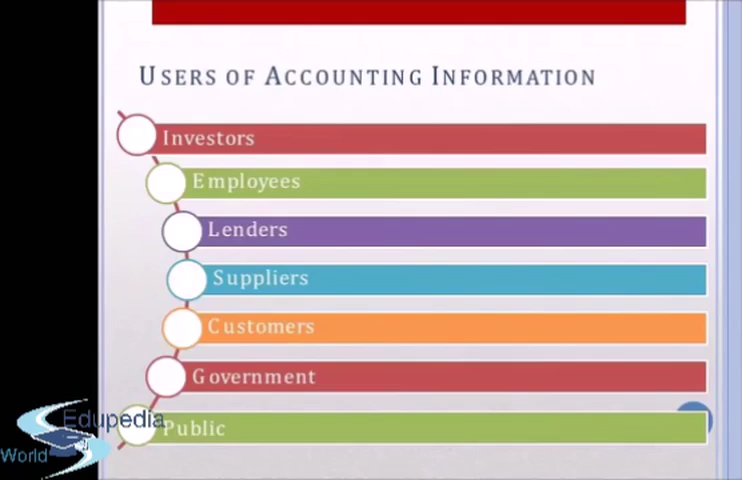 USERS OF ACCOUNTING INFORMATION
Investors
Employees
Lenders
Suppliers
Customers
Government
Public
Edupedia
World